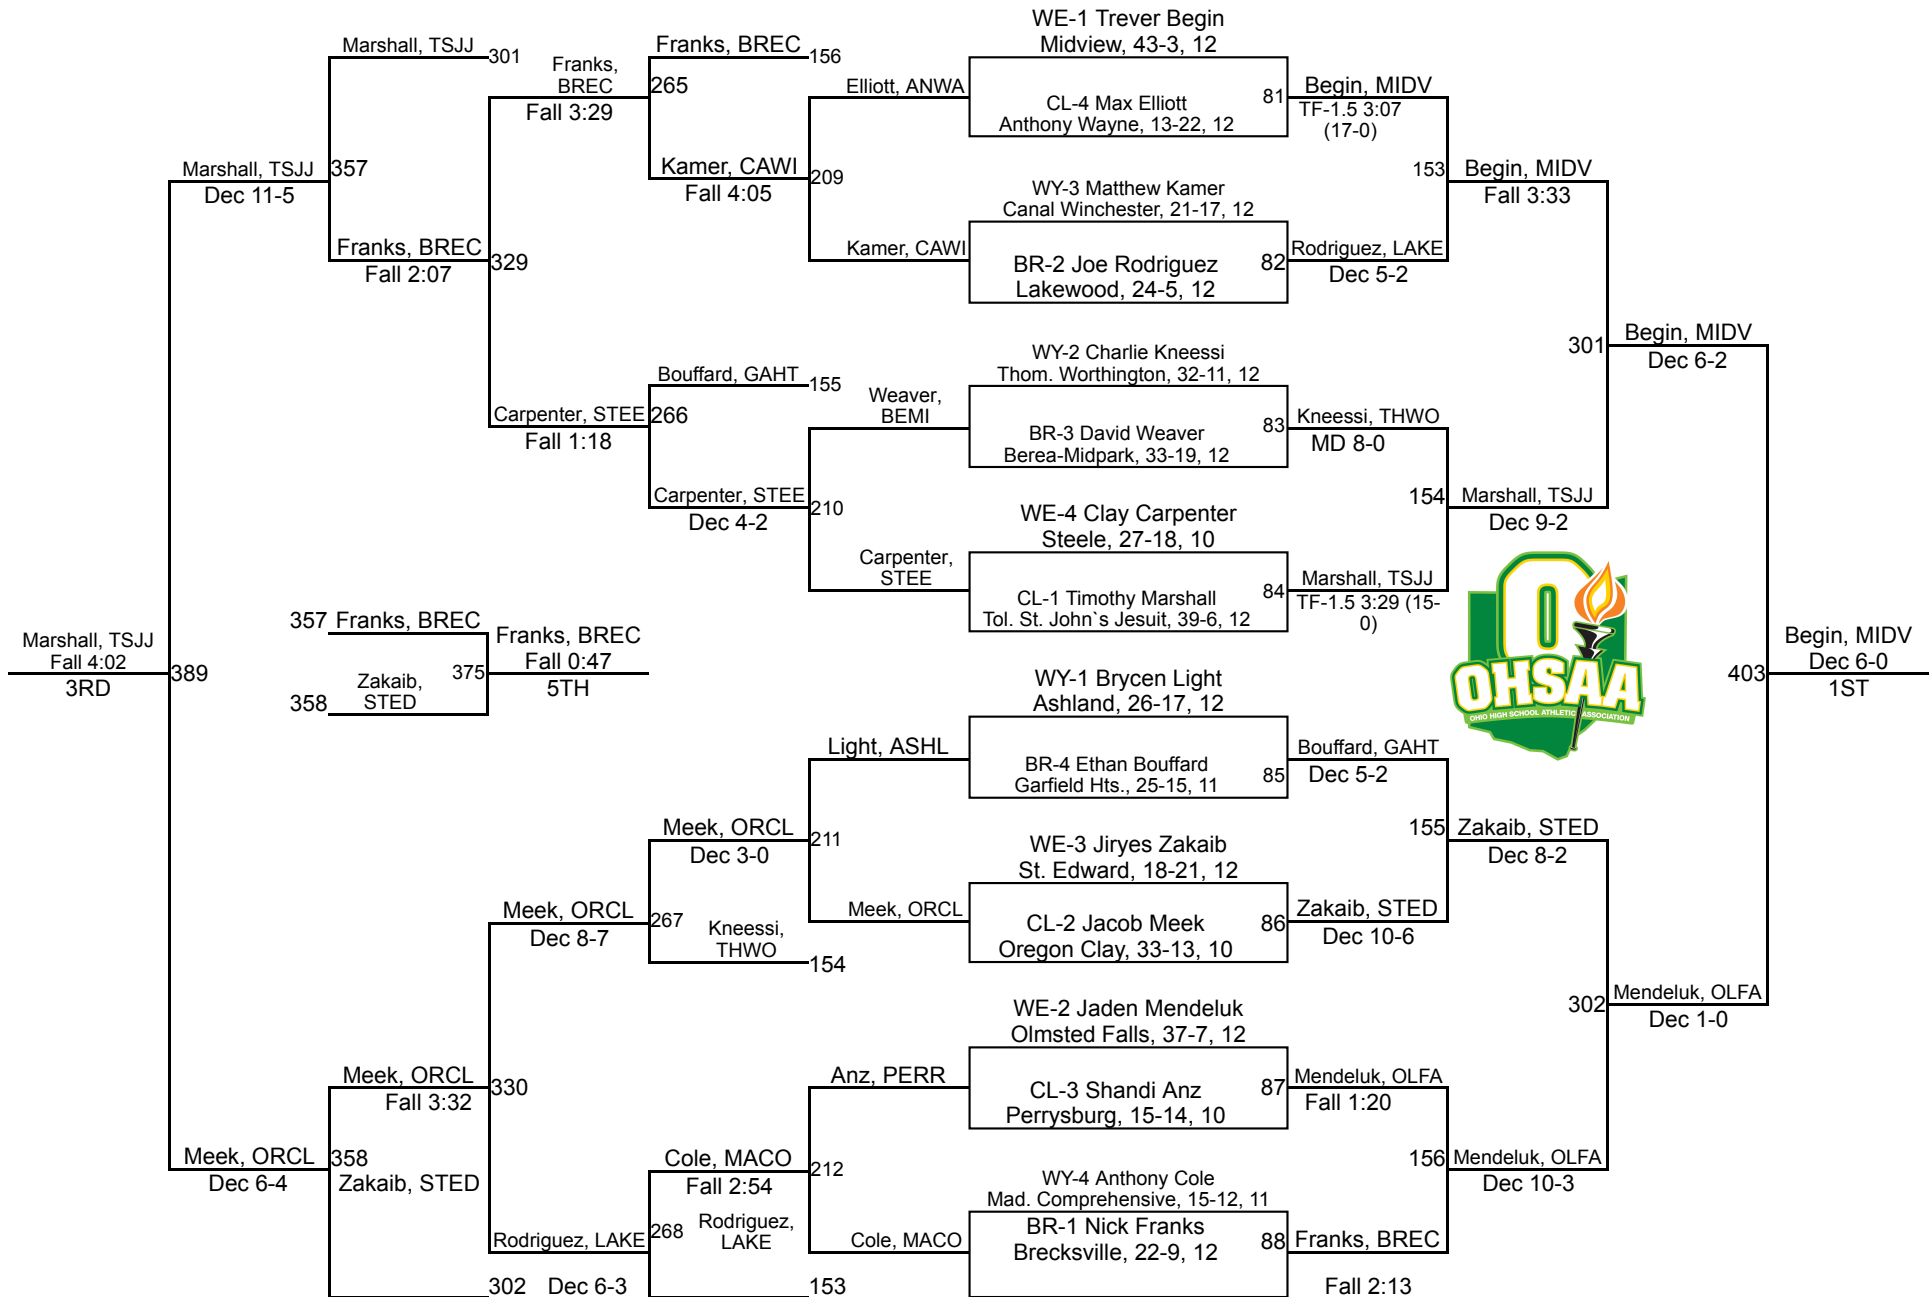 WE-1 Trever Begin
Midview, 43-3, 12
CL-4 Max Elliott
Anthony Wayne, 13-22, 12
81
WY-3 Matthew Kamer
Canal Winchester, 21-17, 12
BR-2 Joe Rodriguez
Lakewood, 24-5, 12
82
WY-2 Charlie Kneessi
Thom. Worthington, 32-11, 12
BR-3 David Weaver
Berea-Midpark, 33-19, 12
83
WE-4 Clay Carpenter
Steele, 27-18, 10
CL-1 Timothy Marshall
Tol. St. John`s Jesuit, 39-6, 12
84
WY-1 Brycen Light
Ashland, 26-17, 12
BR-4 Ethan Bouffard
Garfield Hts., 25-15, 11
85
WE-3 Jiryes Zakaib
St. Edward, 18-21, 12
CL-2 Jacob Meek
Oregon Clay, 33-13, 10
86
WE-2 Jaden Mendeluk
Olmsted Falls, 37-7, 12
CL-3 Shandi Anz
Perrysburg, 15-14, 10
87
WY-4 Anthony Cole
Mad. Comprehensive, 15-12, 11
BR-1 Nick Franks
Brecksville, 22-9, 12
88
Begin, MIDV
TF-1.5 3:07
(17-0)
Rodriguez, LAKE
Dec 5-2
Kneessi, THWO
MD 8-0
Marshall, TSJJ
TF-1.5 3:29 (15-
0)
Bouffard, GAHT
Dec 5-2
Zakaib, STED
Dec 10-6
Mendeluk, OLFA
Fall 1:20
Franks, BREC
Fall 2:13
153
Begin, MIDV
Fall 3:33
154
Marshall, TSJJ
Dec 9-2
155
Zakaib, STED
Dec 8-2
156
Mendeluk, OLFA
Dec 10-3
301
Begin, MIDV
Dec 6-2
302
Mendeluk, OLFA
Dec 1-0
403
Begin, MIDV
Dec 6-0
1ST
O
OHSAA
OHIO HIGH SCHOOL ATHLETIC ASSOCIATION
Elliott, ANWA
Kamer, CAWI
Weaver,
BEMI
Carpenter,
STEE
Light, ASHL
Meek, ORCL
Anz, PERR
Cole, MACO
Franks, BREC
156
Kamer, CAWI
Fall 4:05
209
Bouffard, GAHT
155
Carpenter, STEE
Dec 4-2
210
Meek, ORCL
Dec 3-0
211
Kneessi,
THWO
154
Cole, MACO
Fall 2:54
212
Rodriguez,
LAKE
153
Franks,
BREC
Fall 3:29
265
Carpenter, STEE
Fall 1:18
266
Meek, ORCL
Dec 8-7
267
Rodriguez, LAKE
Dec 6-3
268
Marshall, TSJJ
301
Franks, BREC
Fall 2:07
329
Meek, ORCL
Fall 3:32
330
Zakaib, STED
302
Marshall, TSJJ
Dec 11-5
357
Meek, ORCL
Dec 6-4
358
Marshall, TSJJ
Fall 4:02
3RD
389
357
Franks, BREC
358
Zakaib,
STED
375
Franks, BREC
Fall 0:47
5TH